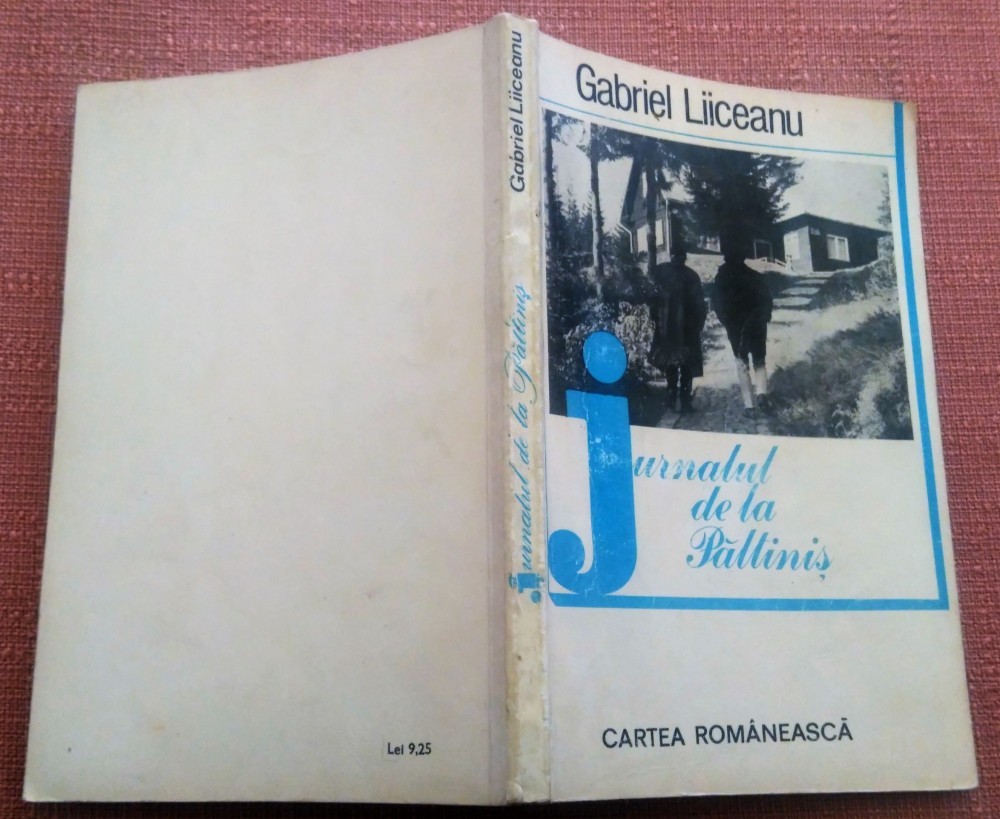 Gabriel Liiceanu
jurnalul
de la
Păltiniș
CARTEA ROMÂNEASCĂ
Gabriel Liiceanu
jurnalul de la Păltiniș
Lei 9,25